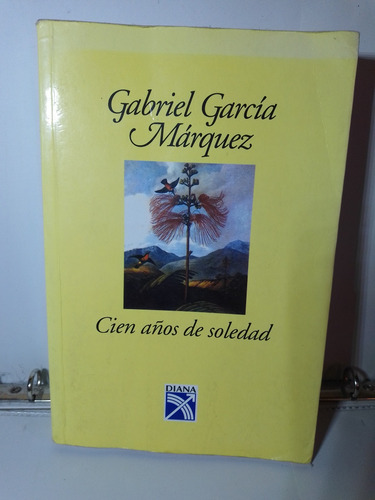 Gabriel García
Márquez
Cien años de soledad
DIANA